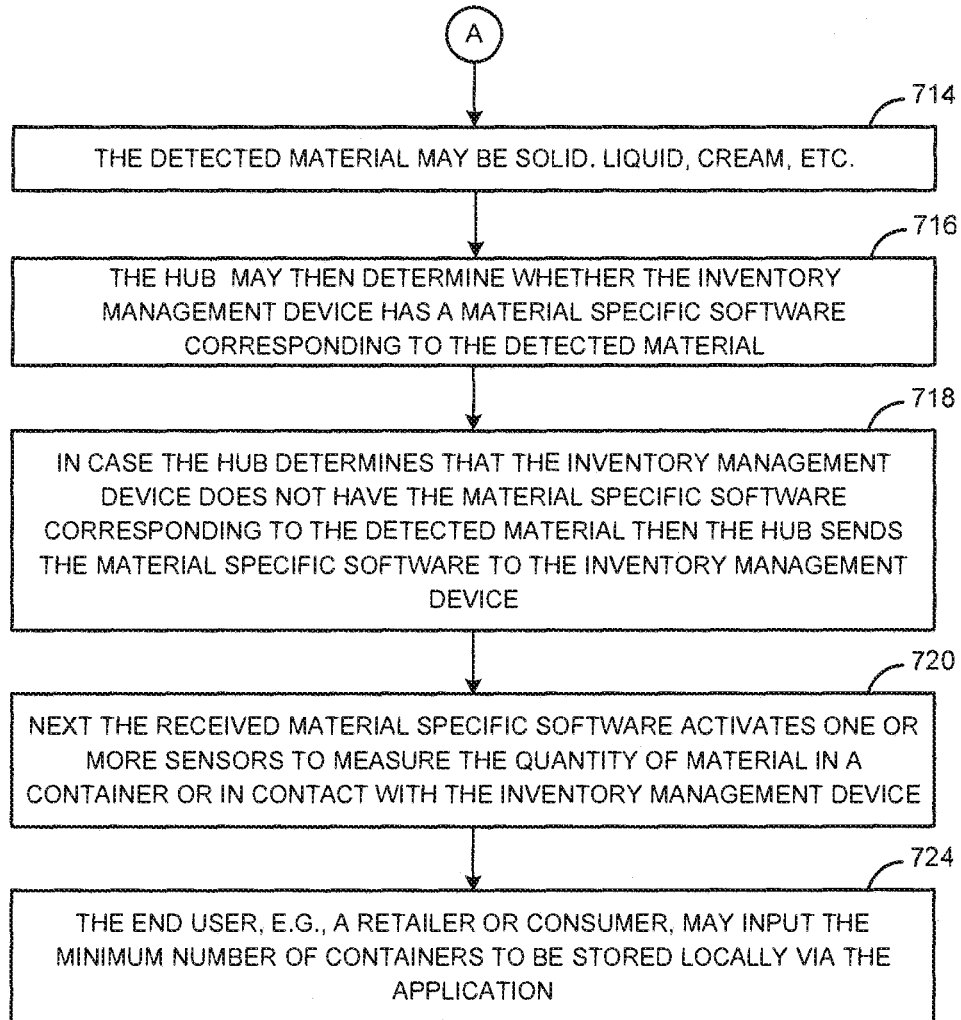 A
714
THE DETECTED MATERIAL MAY BE SOLID. LIQUID, CREAM, ETC.
716
THE HUB MAY THEN DETERMINE WHETHER THE INVENTORY
MANAGEMENT DEVICE HAS A MATERIAL SPECIFIC SOFTWARE
CORRESPONDING TO THE DETECTED MATERIAL
718
IN CASE THE HUB DETERMINES THAT THE INVENTORY MANAGEMENT
DEVICE DOES NOT HAVE THE MATERIAL SPECIFIC SOFTWARE
CORRESPONDING TO THE DETECTED MATERIAL THEN THE HUB SENDS
THE MATERIAL SPECIFIC SOFTWARE TO THE INVENTORY MANAGEMENT
DEVICE
720
NEXT THE RECEIVED MATERIAL SPECIFIC SOFTWARE ACTIVATES ONE OR
MORE SENSORS TO MEASURE THE QUANTITY OF MATERIAL IN A
CONTAINER OR IN CONTACT WITH THE INVENTORY MANAGEMENT DEVICE
724
THE END USER, E.G., A RETAILER OR CONSUMER, MAY INPUT THE
MINIMUM NUMBER OF CONTAINERS TO BE STORED LOCALLY VIA THE
APPLICATION